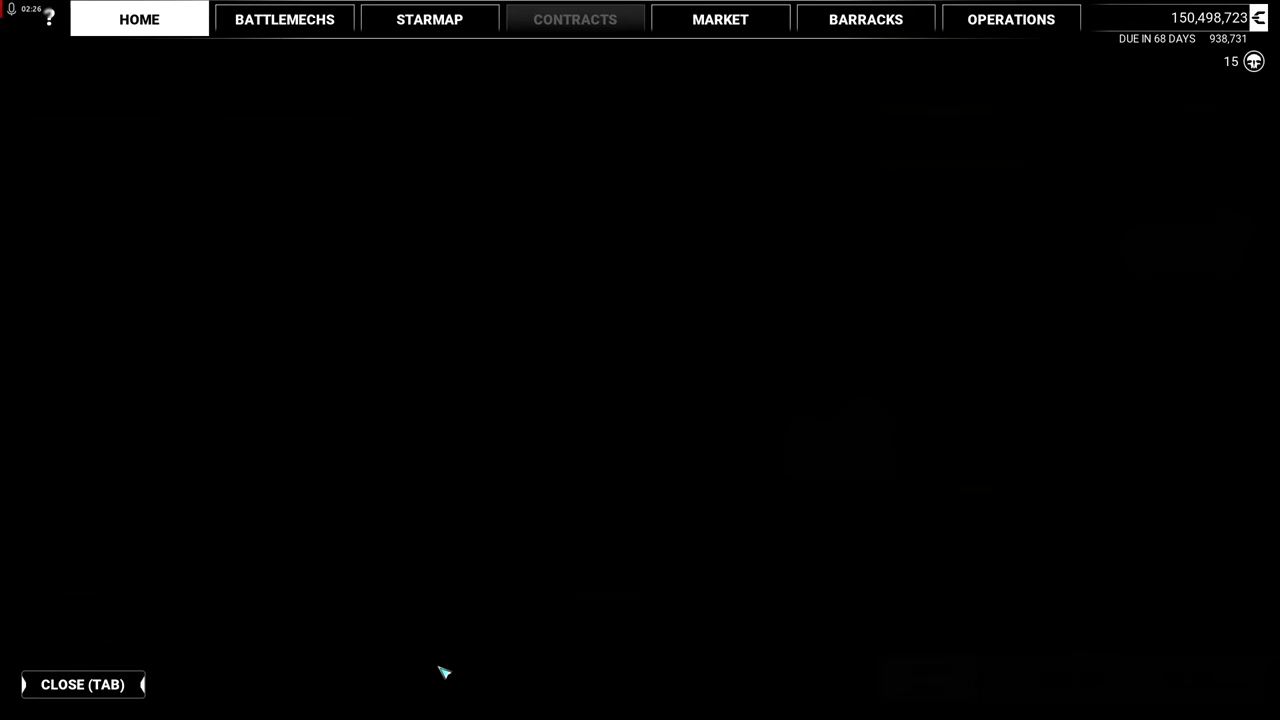 02:26
?
HOME
BATTLEMECHS
STARMAP
CONTRACTS
MARKET
BARRACKS
OPERATIONS
150,498,723
DUE IN 68 DAYS 938,731
15
CLOSE (TAB)